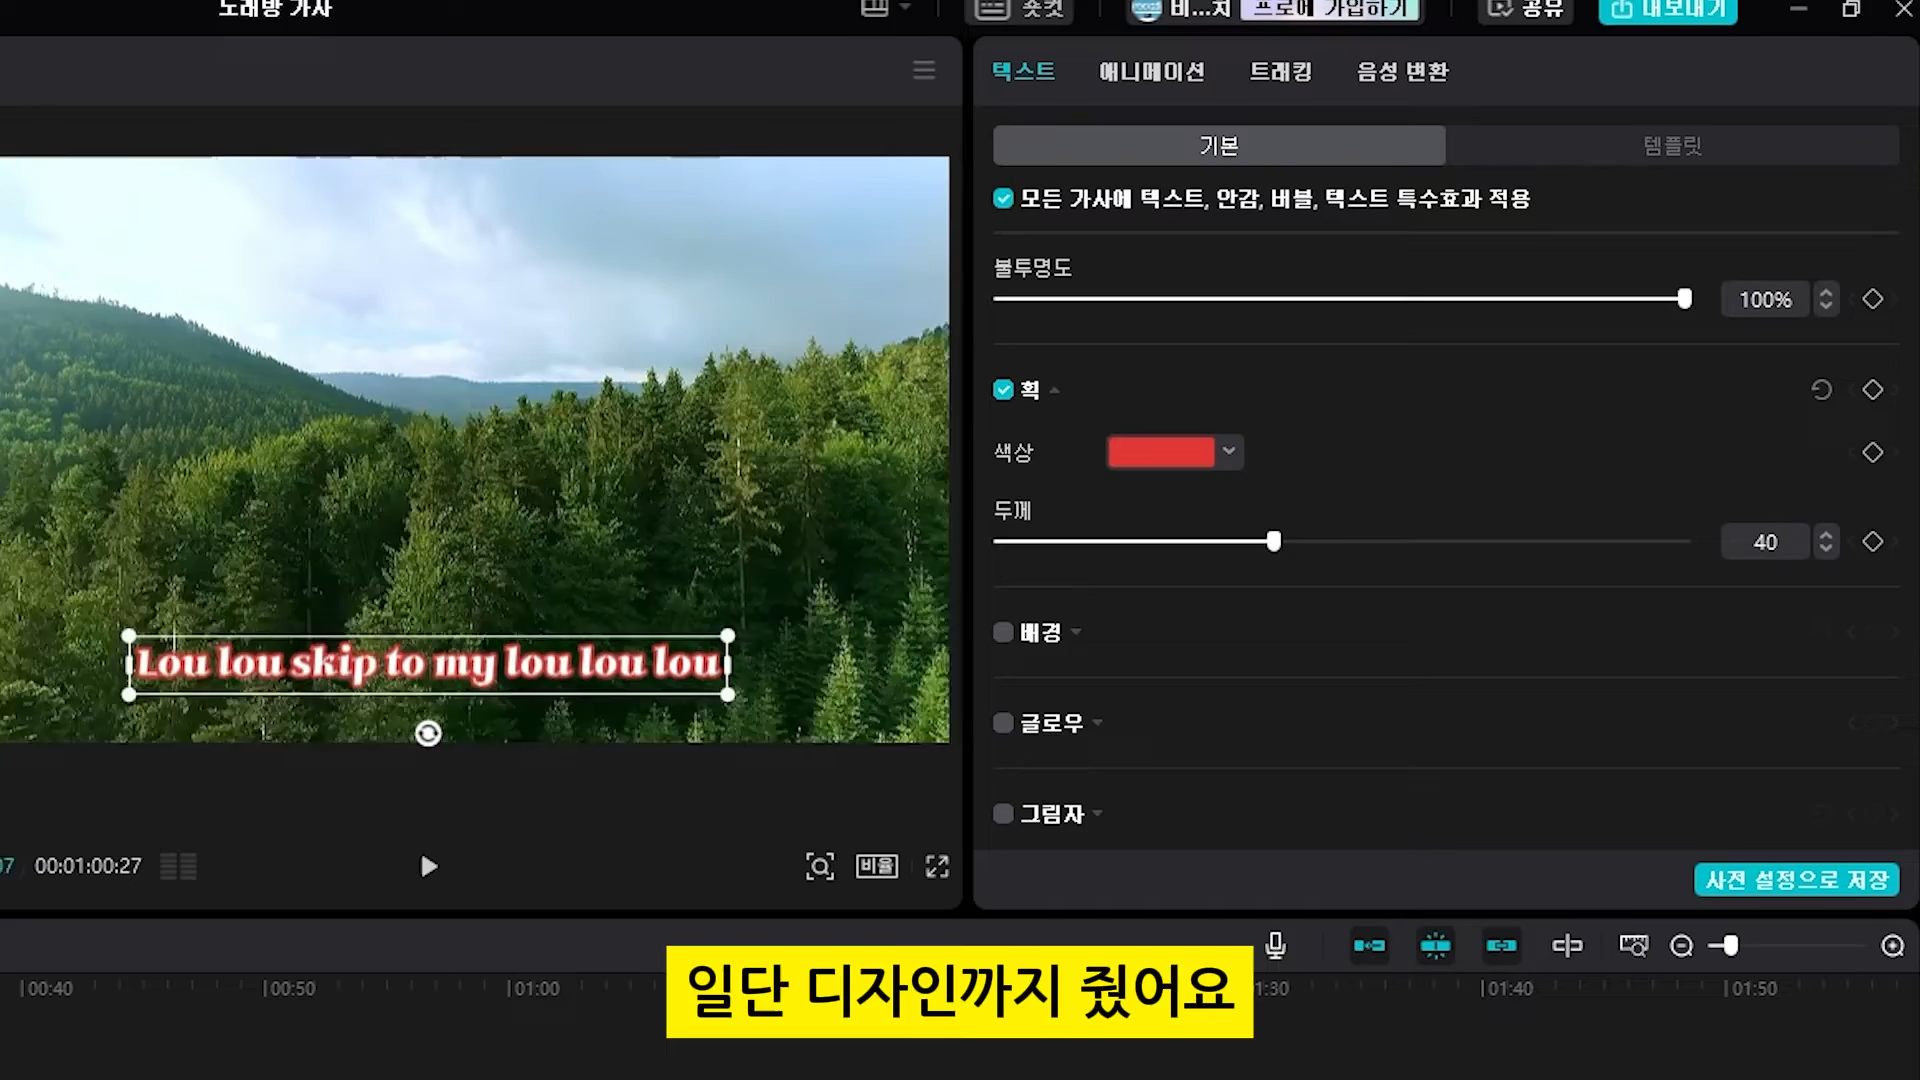 노래방 가사
숏컷
비...치
프로에 가입하기
공유
내보내기
텍스트 애니메이션 트래킹 음성 변환
기본 템플릿
모든 가사에 텍스트, 안감, 버블, 텍스트 특수효과 적용
불투명도
100%
획
색상
두께
40
배경
글로우
그림자
Lou lou skip to my lou lou lou
07 00:01:00:27
비율
사전 설정으로 저장
00:40 00:50 01:00 1:30 01:40 01:50
일단 디자인까지 줬어요